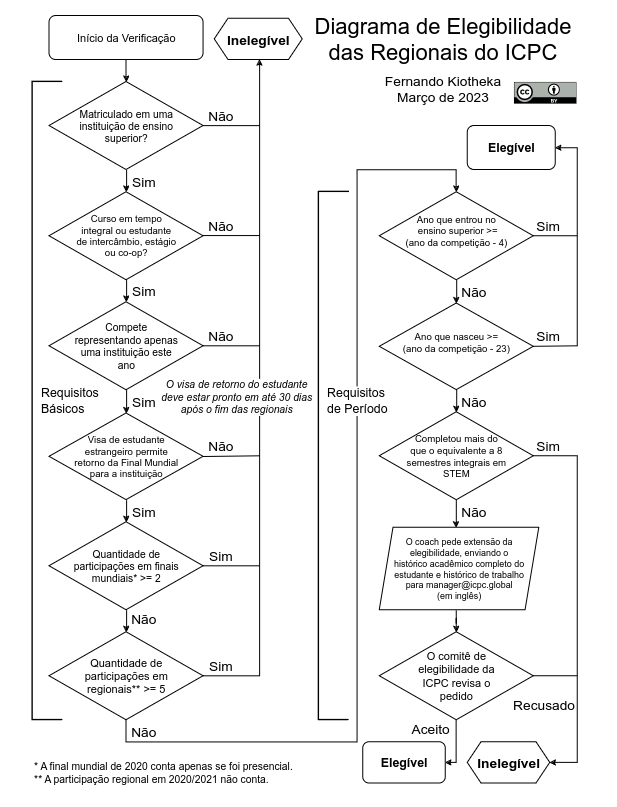 Diagrama de Elegibilidade
das Regionais do ICPC
Fernando Kiotheka
Março de 2023
cc
BY
Início da Verificação
Inelegível
Matriculado em uma
instituição de ensino
superior?
Não
Sim
Curso em tempo
integral ou estudante
de intercâmbio, estágio
ou co-op?
Não
Sim
Compete
representando apenas
uma instituição este
ano
Não
Sim
Requisitos
Básicos
O visa de retorno do estudante
deve estar pronto em até 30 dias
após o fim das regionais
Visa de estudante
estrangeiro permite
retorno da Final Mundial
para a instituição
Não
Sim
Quantidade de
participações em finais
mundiais* >= 2
Sim
Não
Quantidade de
participações em
regionais** >= 5
Sim
Não
Elegível
Ano que entrou no
ensino superior >=
(ano da competição - 4)
Sim
Não
Ano que nasceu >=
(ano da competição - 23)
Sim
Não
Requisitos
de Período
Completou mais do
que o equivalente a 8
semestres integrais em
STEM
Sim
Não
O coach pede extensão da
elegibilidade, enviando o
histórico acadêmico completo do
estudante e histórico de trabalho
para manager@icpc.global
(em inglês)
O comitê de
elegibilidade da
ICPC revisa o
pedido
Recusado
Aceito
Elegível
Inelegível
* A final mundial de 2020 conta apenas se foi presencial.
** A participação regional em 2020/2021 não conta.